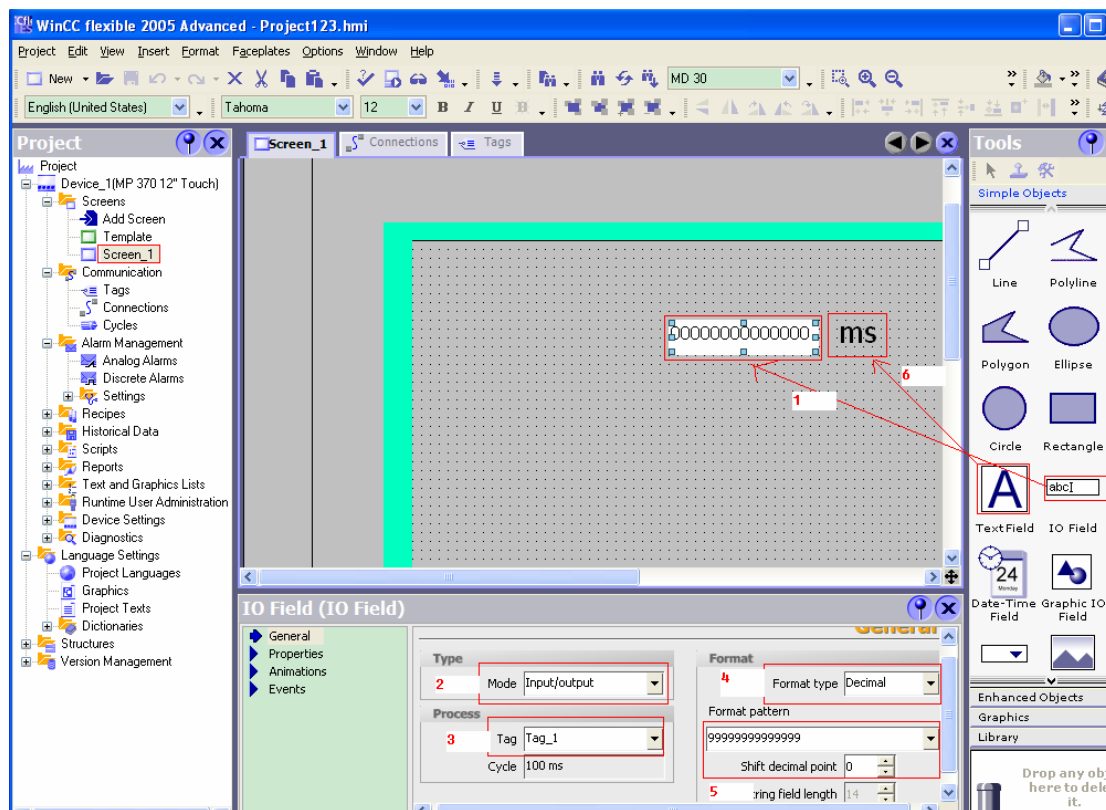 WinCC flexible 2005 Advanced - Project123.hmi
Project Edit View Insert Format Faceplates Options Window Help
New MD 30
English (United States) Tahoma 12 B I U B
Project
Screen_1 Connections Tags
Tools
Project
Device_1(MP 370 12" Touch)
Screens
Add Screen
Template
Screen_1
Communication
Tags
Connections
Cycles
Alarm Management
Analog Alarms
Discrete Alarms
Settings
Recipes
Historical Data
Scripts
Reports
Text and Graphics Lists
Runtime User Administration
Device Settings
Diagnostics
Language Settings
Project Languages
Graphics
Project Texts
Dictionaries
Structures
Version Management
ms
1
6
Simple Objects
Line Polyline
Polygon Ellipse
Circle Rectangle
A abcI
TextField IO Field
24
Monday
Date-Time Graphic IO
Field Field
Enhanced Objects
Graphics
Library
Drop any obj
here to dele
it.
IO Field (IO Field)
General
General
Properties
Animations
Events
Type
2 Mode Input/output
Process
3 Tag Tag_1
Cycle 100 ms
Format
4 Format type Decimal
Format pattern
99999999999999
Shift decimal point 0
5 :ring field length 14